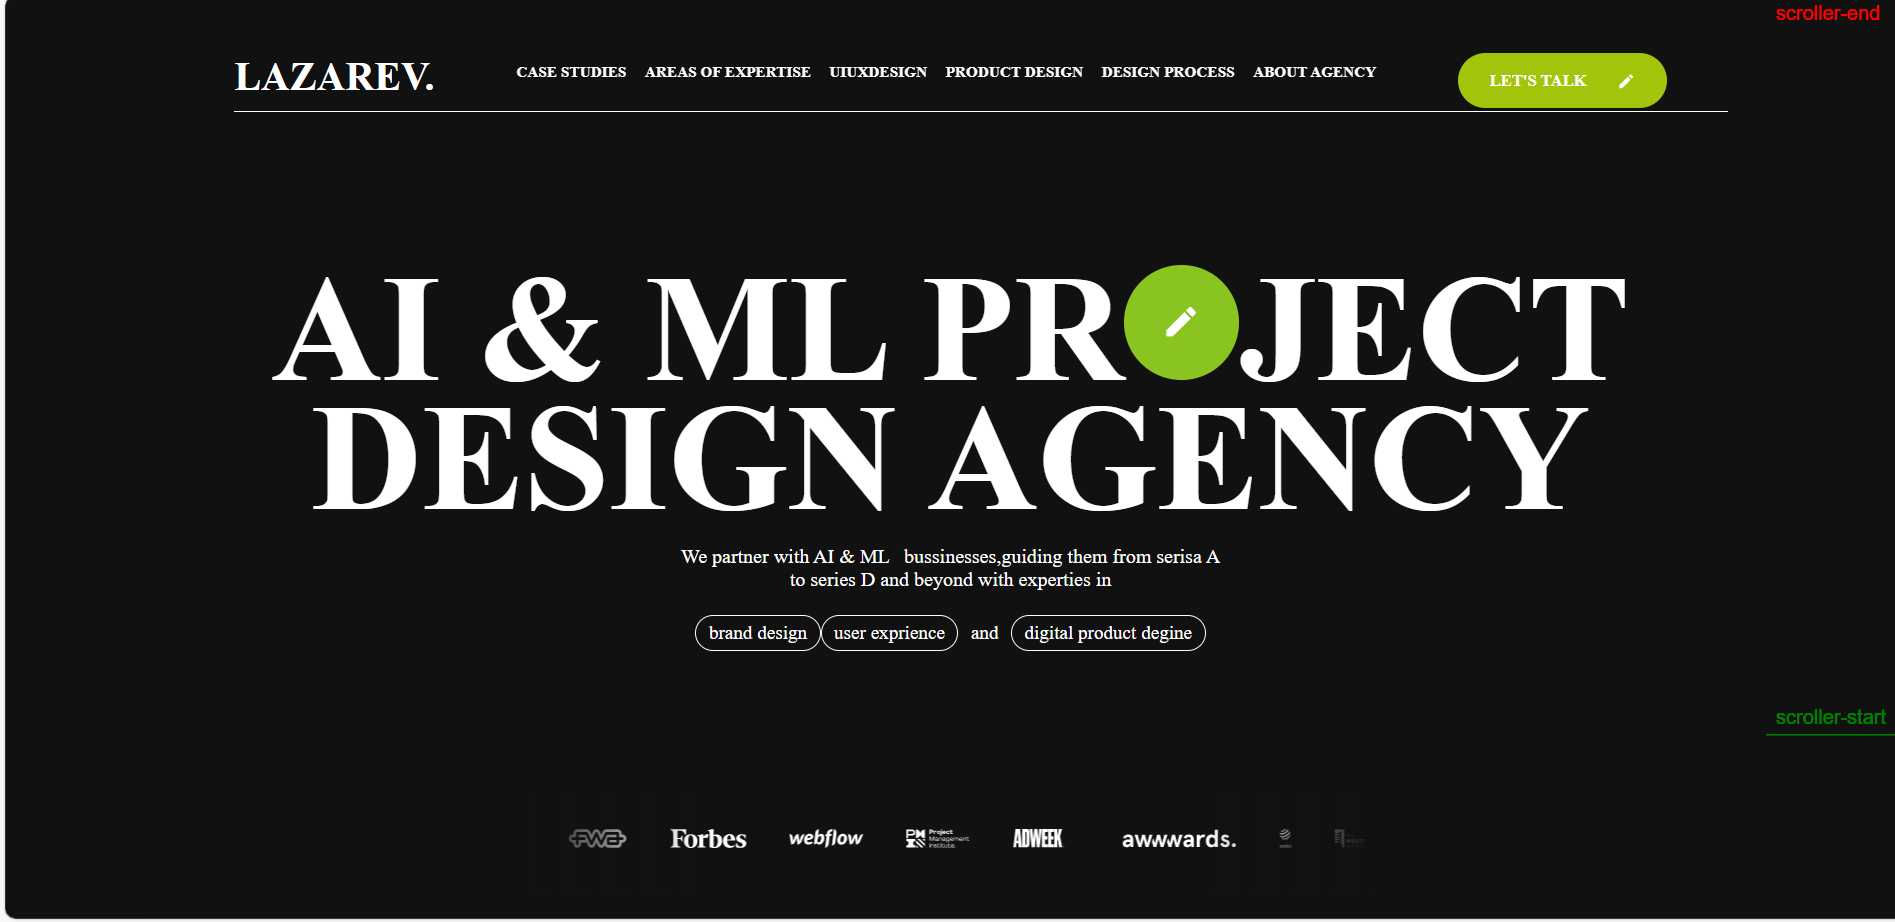 scroller-end
LAZAREV.
CASE STUDIES AREAS OF EXPERTISE UIUXDESIGN PRODUCT DESIGN DESIGN PROCESS ABOUT AGENCY
LET'S TALK
AI & ML PR JECT
DESIGN AGENCY
We partner with AI & ML bussinesses,guiding them from serisa A
to series D and beyond with experties in
brand design user exprience and digital product degine
scroller-start
FWA Forbes webflow PM Project Management Institute. ADWEEK awwwards.